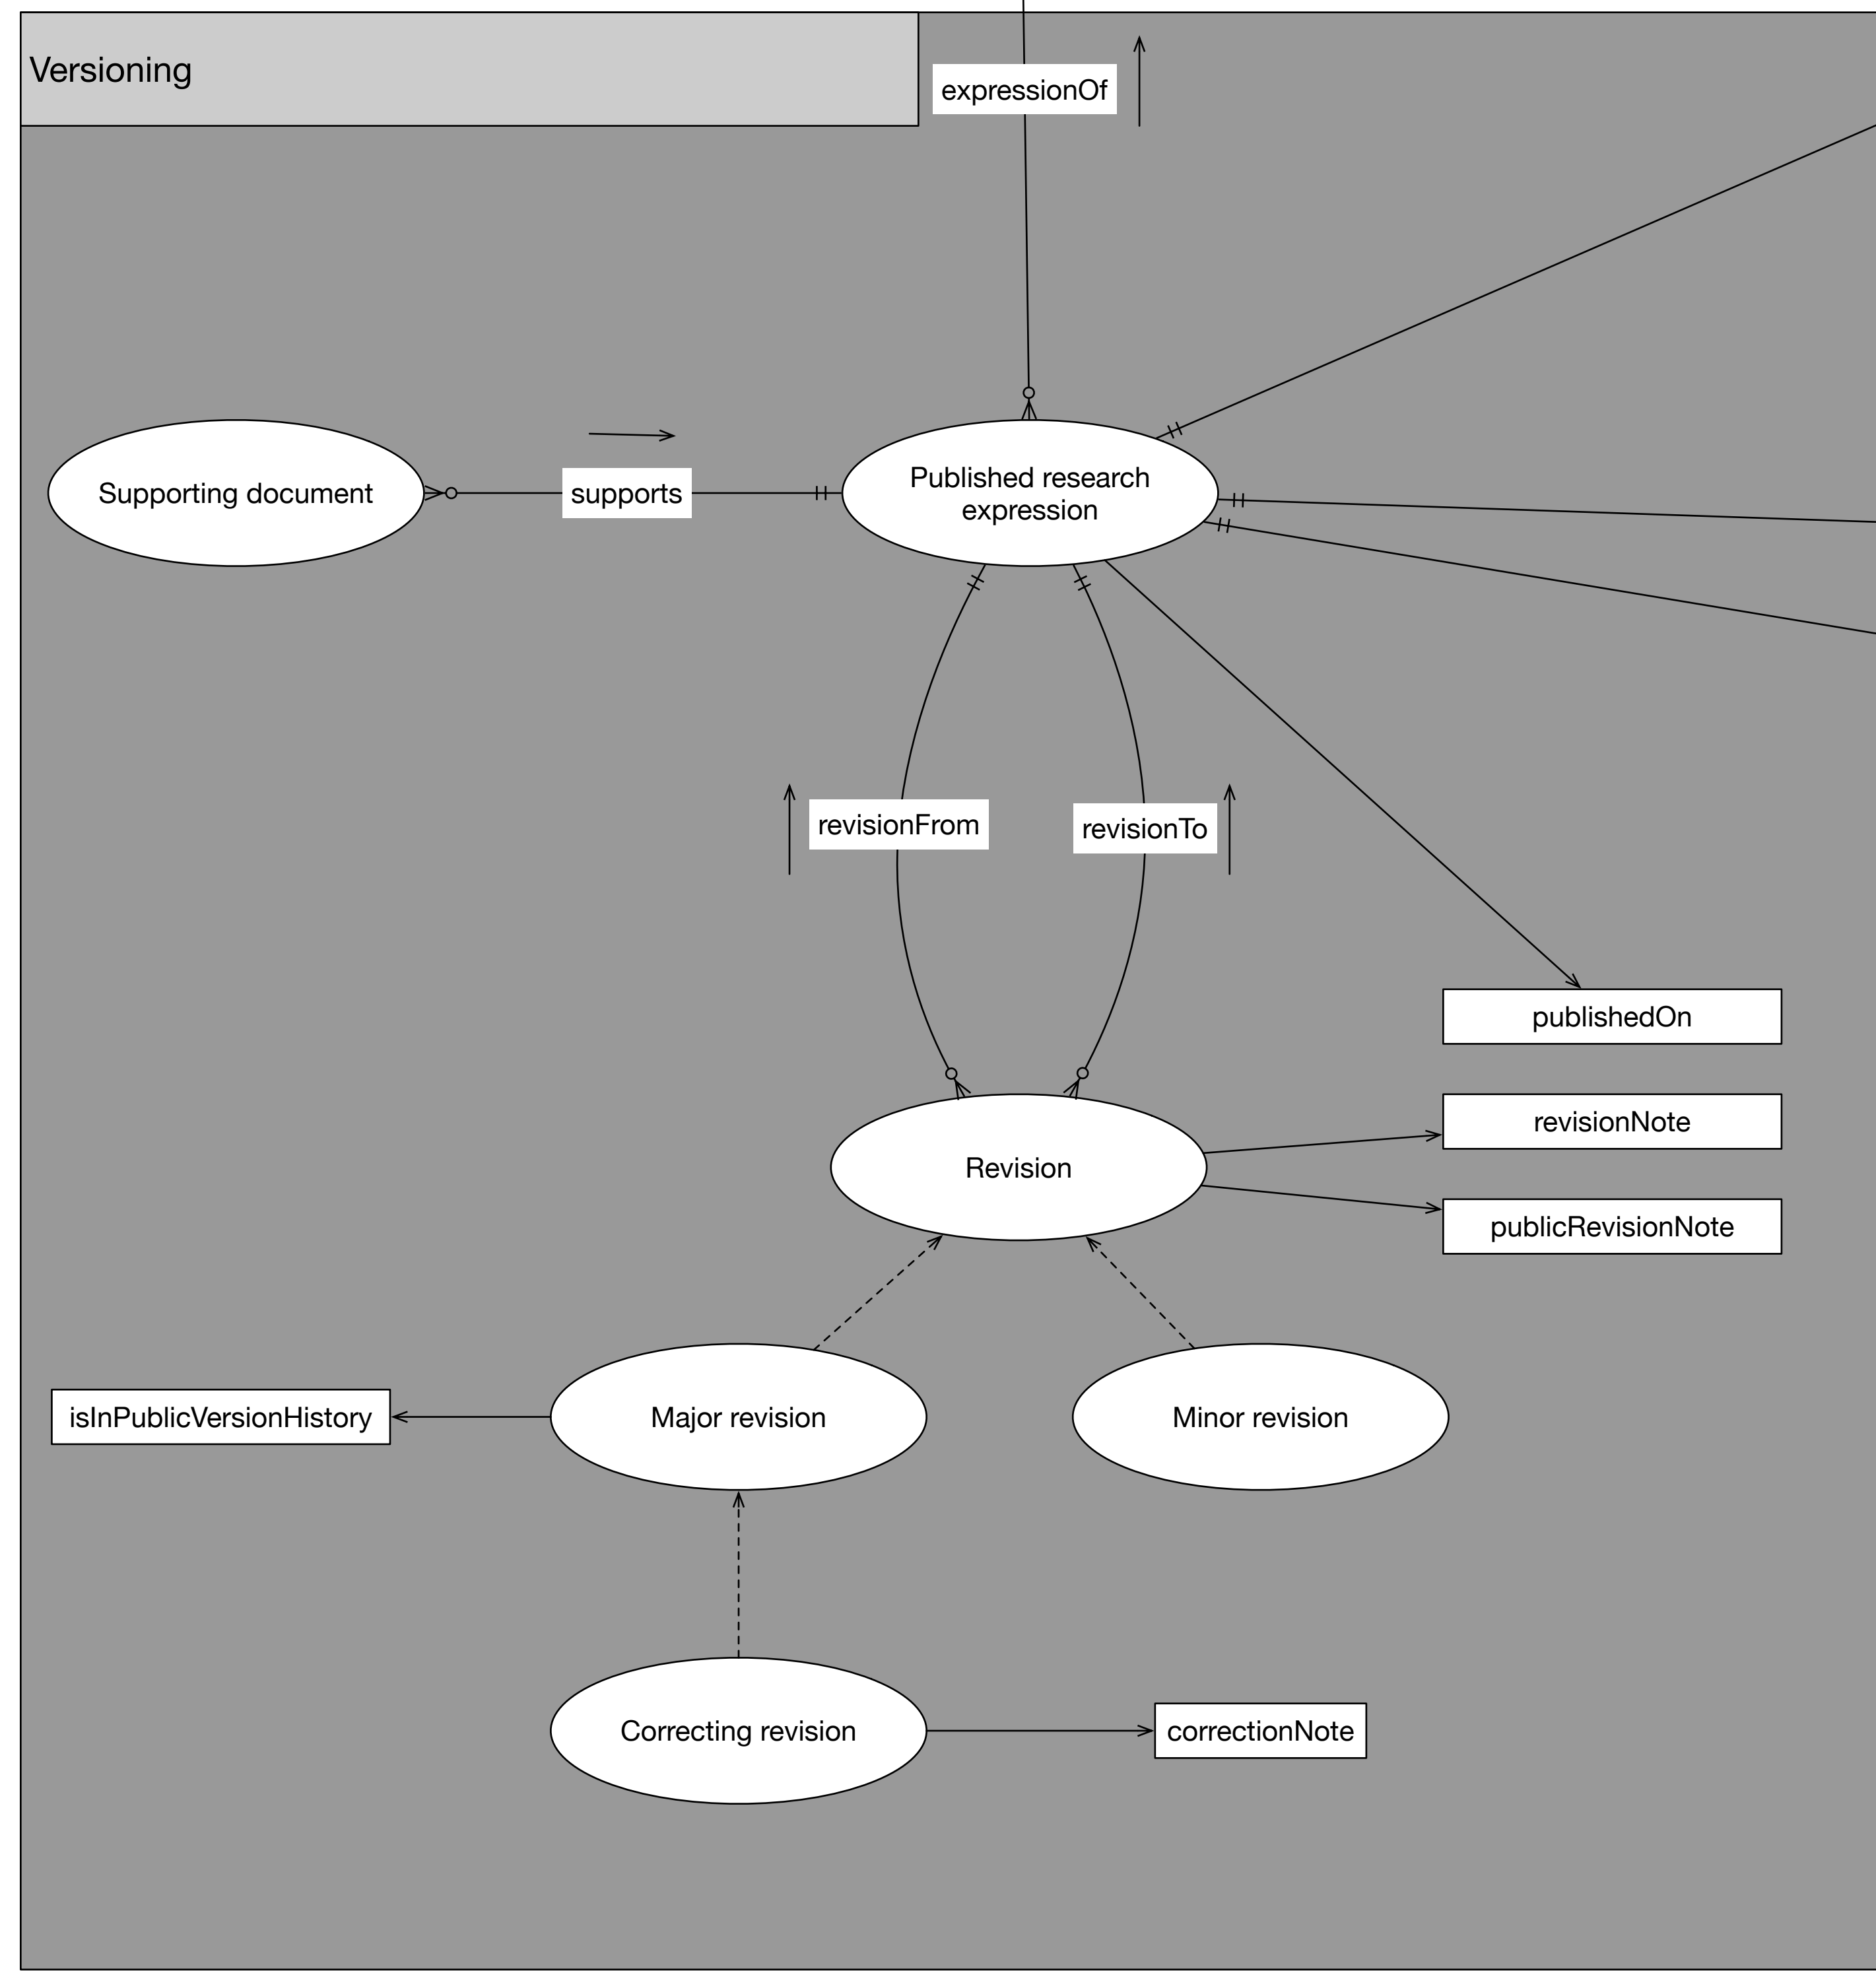 Versioning
expressionOf
Supporting document
supports
Published research
expression
revisionFrom
revisionTo
publishedOn
revisionNote
Revision
publicRevisionNote
isInPublicVersionHistory
Major revision
Minor revision
Correcting revision
correctionNote